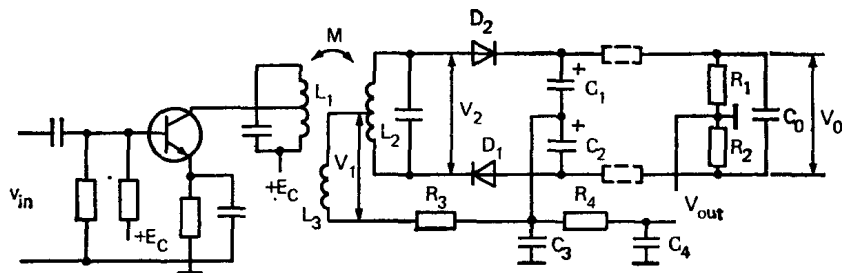 M
D₂
L₁
+E_C
v_in
+E_C
L₂
L₃
V₁
V₂
D₁
+
C₁
+
C₂
R₁
R₂
C₀
V₀
R₃
R₄
C₃
C₄
V_out